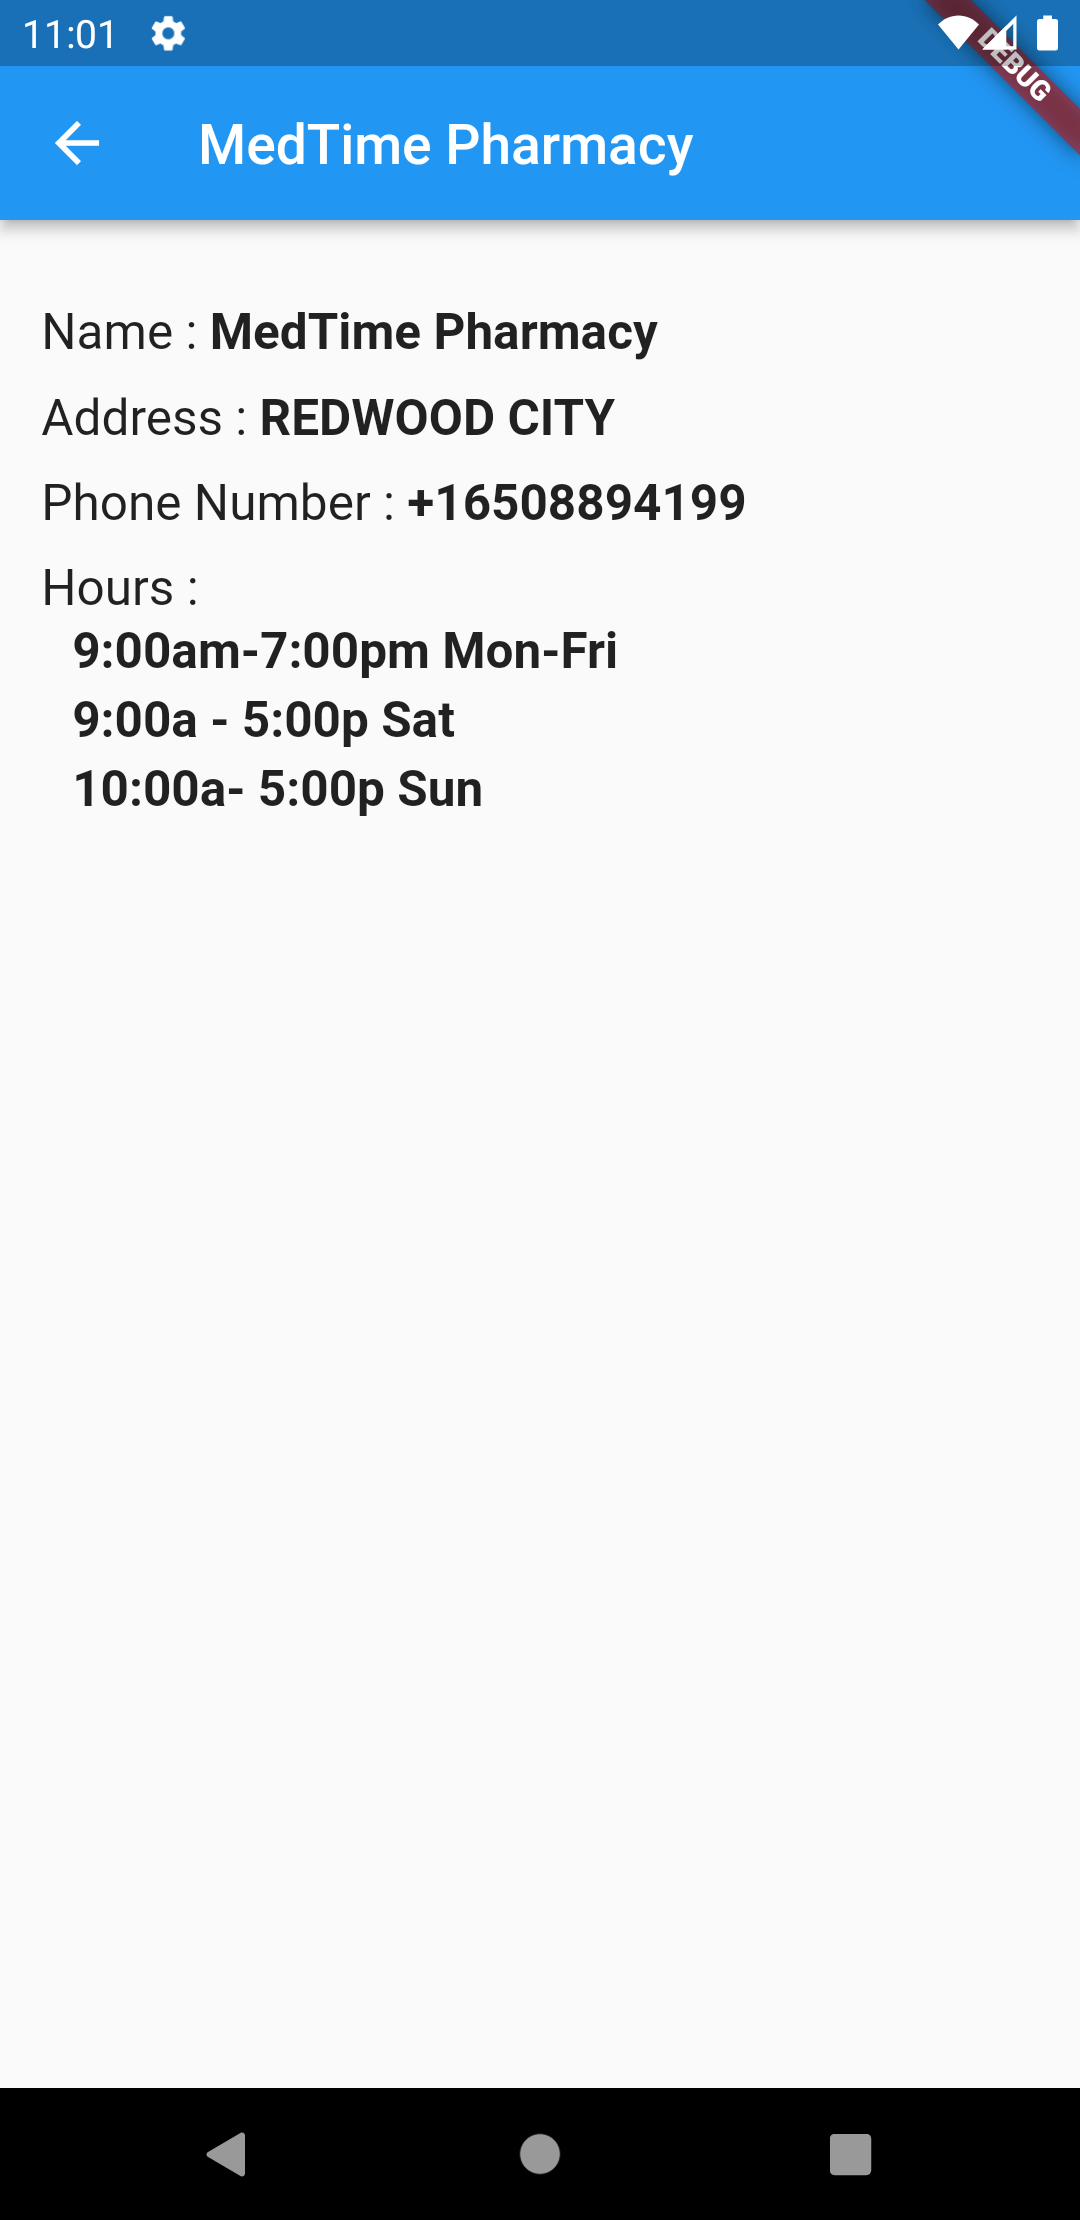 11:01
DEBUG
MedTime Pharmacy
Name : MedTime Pharmacy
Address : REDWOOD CITY
Phone Number : +16508894199
Hours :
9:00am-7:00pm Mon-Fri
9:00a - 5:00p Sat
10:00a- 5:00p Sun